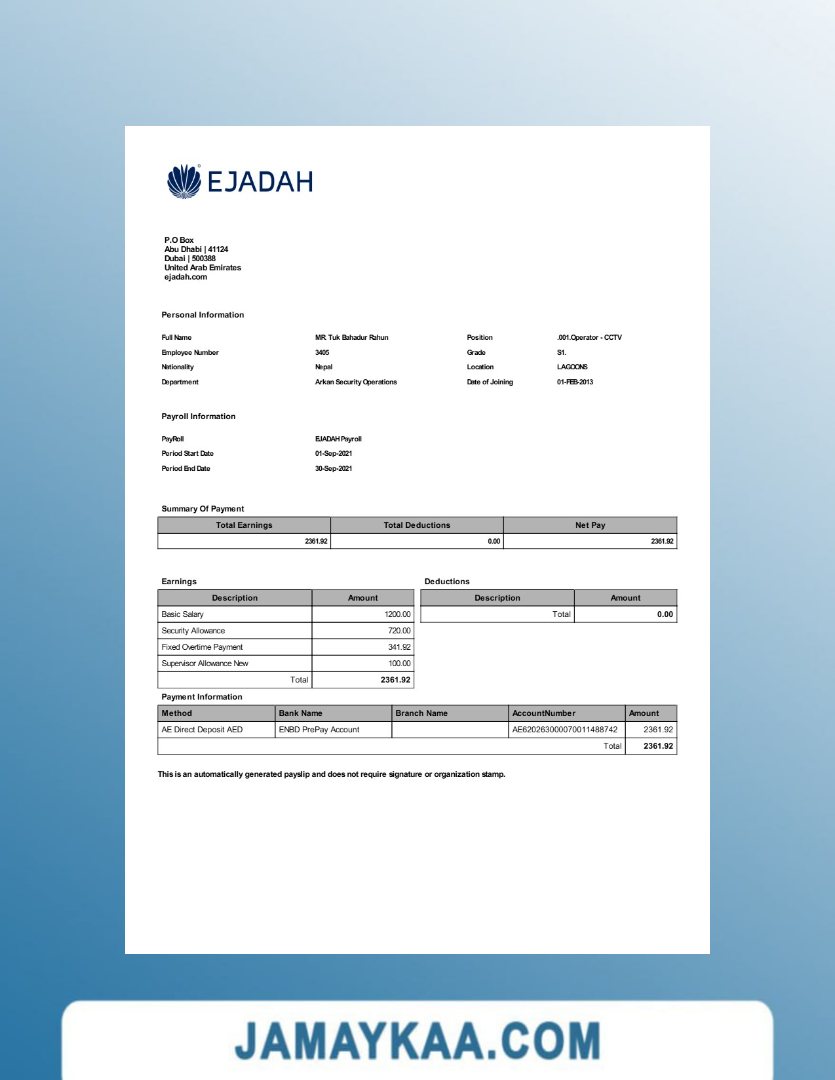 EJADAH
P.O Box
Abu Dhabi | 41124
Dubai | 500388
United Arab Emirates
ejadah.com
Personal Information
Full Name MR. Tuk Bahadur Rahun Position .001.Operator - CCTV
Employee Number 3405 Grade S1.
Nationality Nepal Location LAGOONS
Department Arkan Security Operations Date of Joining 01-FEB-2013
Payroll Information
PayRoll EJADAH Payroll
Period Start Date 01-Sep-2021
Period End Date 30-Sep-2021
Summary Of Payment
Total Earnings Total Deductions Net Pay
2361.92 0.00 2361.92
Earnings Deductions
Description Amount Description Amount
Basic Salary 1200.00 Total 0.00
Security Allowance 720.00
Fixed Overtime Payment 341.92
Supervisor Allowance New 100.00
Total 2361.92
Payment Information
Method Bank Name Branch Name AccountNumber Amount
AE Direct Deposit AED ENBD PrePay Account AE620263000070011488742 2361.92
Total 2361.92
This is an automatically generated payslip and does not require signature or organization stamp.
JAMAYKAA.COM